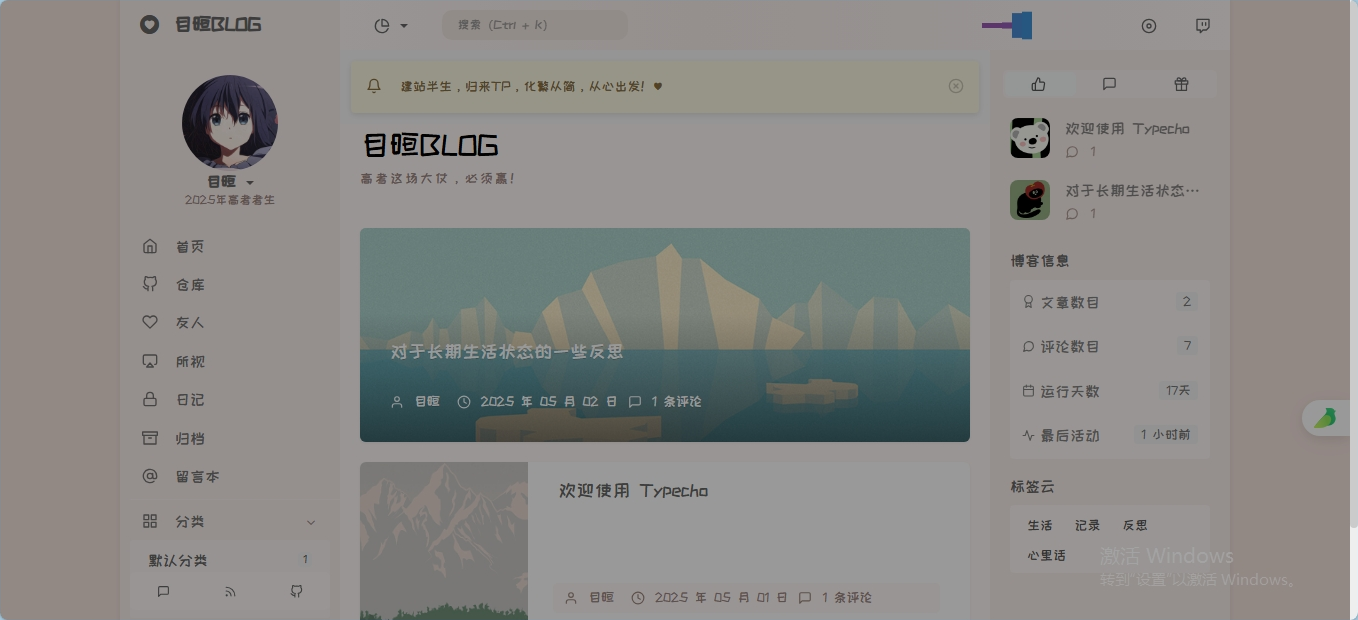 目暅BLOG
搜索 (Ctrl + K)
目暅
2025年高考考生
首页
仓库
友人
所视
日记
归档
留言本
分类
默认分类 1
建站半生，归来TP，化繁从简，从心出发！♥
目暅BLOG
高考这场大仗，必须赢！
对于长期生活状态的一些反思
目暅 2025 年 05 月 02 日 1 条评论
欢迎使用 Typecho
目暅 2025 年 05 月 01 日 1 条评论
欢迎使用 Typecho
1
对于长期生活状态…
1
博客信息
文章数目 2
评论数目 7
运行天数 17天
最后活动 1 小时前
标签云
生活 记录 反思
心里话
激活 Windows
转到"设置"以激活 Windows。